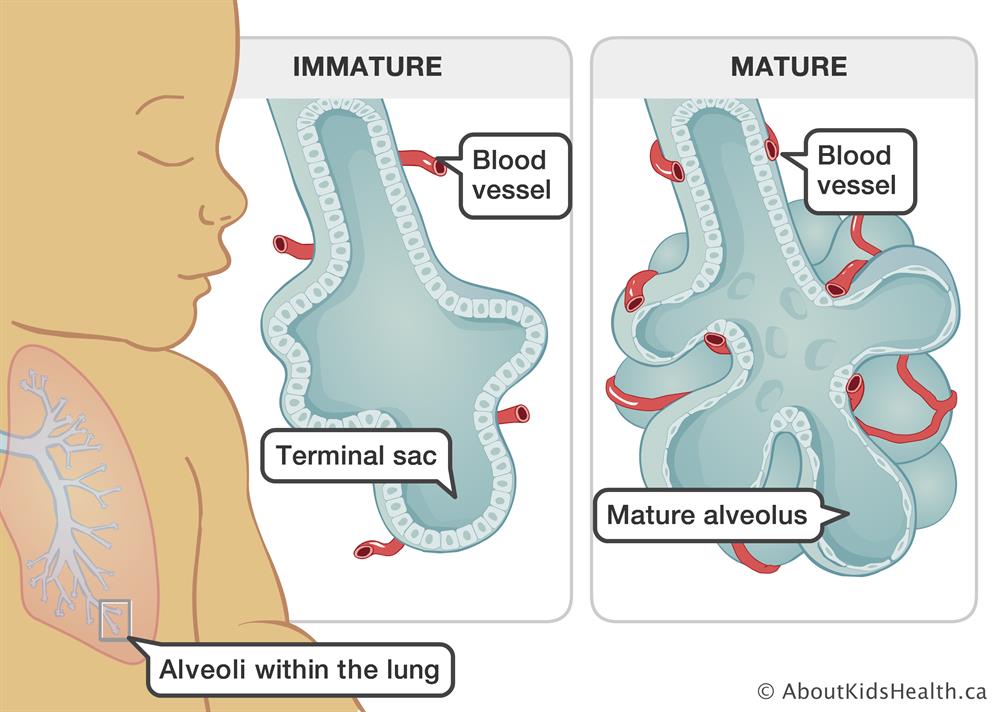 IMMATURE
Blood
vessel
Terminal sac
MATURE
Blood
vessel
Mature alveolus
Alveoli within the lung
© AboutKidsHealth.ca